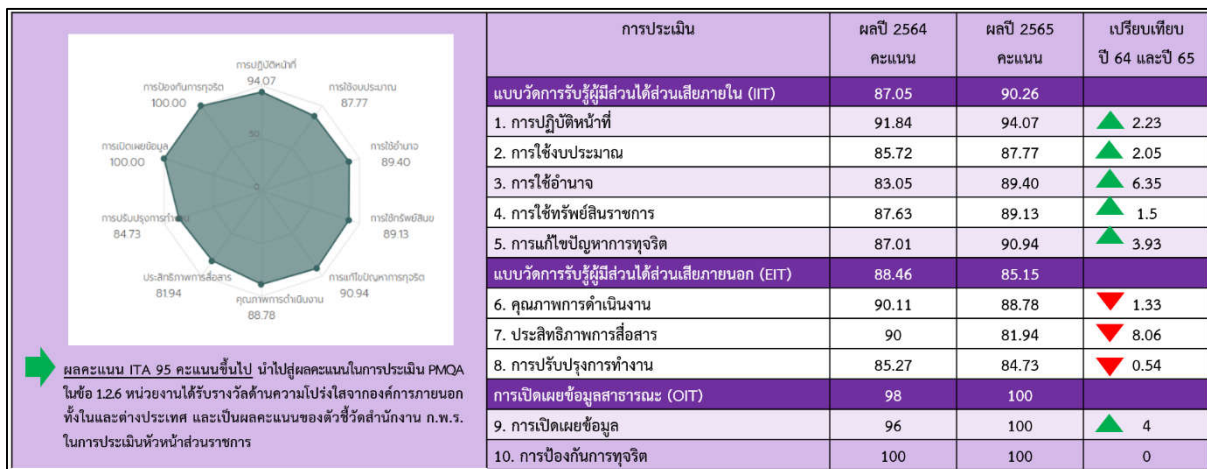 การปฏิบัติหน้าที่
94.07
การป้องกันการทุจริต
100.00
การใช้งบประมาณ
87.77
50
การเปิดเผยข้อมูล
100.00
การใช้อำนาจ
89.40
0
การปรับปรุงการทำงาน
84.73
การใช้ทรัพย์สินฃ
89.13
ประสิทธิภาพการสื่อสาร
81.94
การแก้ไขปัญหาการทุจริต
90.94
คุณภาพการดำเนินงาน
88.78
ผลคะแนน ITA 95 คะแนนขึ้นไป นำไปสู่ผลคะแนนในการประเมิน PMQA
ในข้อ 1.2.6 หน่วยงานได้รับรางวัลด้านความโปร่งใสจากองค์การภายนอก
ทั้งในและต่างประเทศ และเป็นผลคะแนนของตัวชี้วัดสำนักงาน ก.พ.ร.
ในการประเมินหัวหน้าส่วนราชการ
การประเมิน ผลปี 2564 ผลปี 2565 เปรียบเทียบ
คะแนน คะแนน ปี 64 และปี 65
แบบวัดการรับรู้ผู้มีส่วนได้ส่วนเสียภายใน (IIT) 87.05 90.26
1. การปฏิบัติหน้าที่ 91.84 94.07 2.23
2. การใช้งบประมาณ 85.72 87.77 2.05
3. การใช้อำนาจ 83.05 89.40 6.35
4. การใช้ทรัพย์สินราชการ 87.63 89.13 1.5
5. การแก้ไขปัญหาการทุจริต 87.01 90.94 3.93
แบบวัดการรับรู้ผู้มีส่วนได้ส่วนเสียภายนอก (EIT) 88.46 85.15
6. คุณภาพการดำเนินงาน 90.11 88.78 1.33
7. ประสิทธิภาพการสื่อสาร 90 81.94 8.06
8. การปรับปรุงการทำงาน 85.27 84.73 0.54
การเปิดเผยข้อมูลสาธารณะ (OIT) 98 100
9. การเปิดเผยข้อมูล 96 100 4
10. การป้องกันการทุจริต 100 100 0